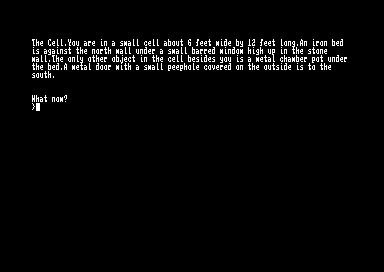 The Cell.You are in a small cell about 6 feet wide by 12 feet long.An iron bed
is against the north wall under a small barred window high up in the stone
wall.The only other object in the cell besides you is a metal chamber pot under
the bed.A metal door with a small peephole covered on the outside is to the
south.
What now?
>